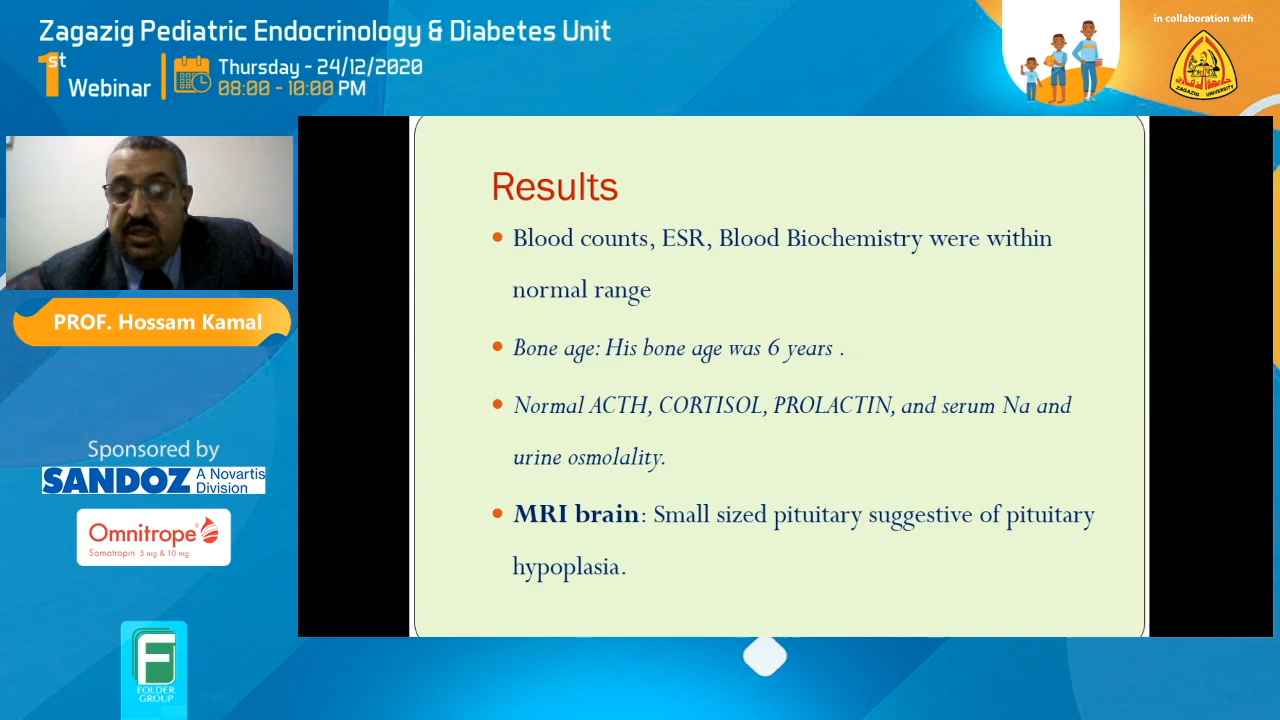 Zagazig Pediatric Endocrinology & Diabetes Unit
1st Webinar
Thursday - 24/12/2020
08:00 - 10:00 PM
in collaboration with
ZAGAZIG UNIVERSITY
PROF. Hossam Kamal
Sponsored by
SANDOZ A Novartis
Division
Omnitrope
Somatropin 5 mg & 10 mg
F
FOLDER
GROUP
Results
• Blood counts, ESR, Blood Biochemistry were within
normal range
• Bone age: His bone age was 6 years .
• Normal ACTH, CORTISOL, PROLACTIN, and serum Na and
urine osmolality.
• MRI brain: Small sized pituitary suggestive of pituitary
hypoplasia.